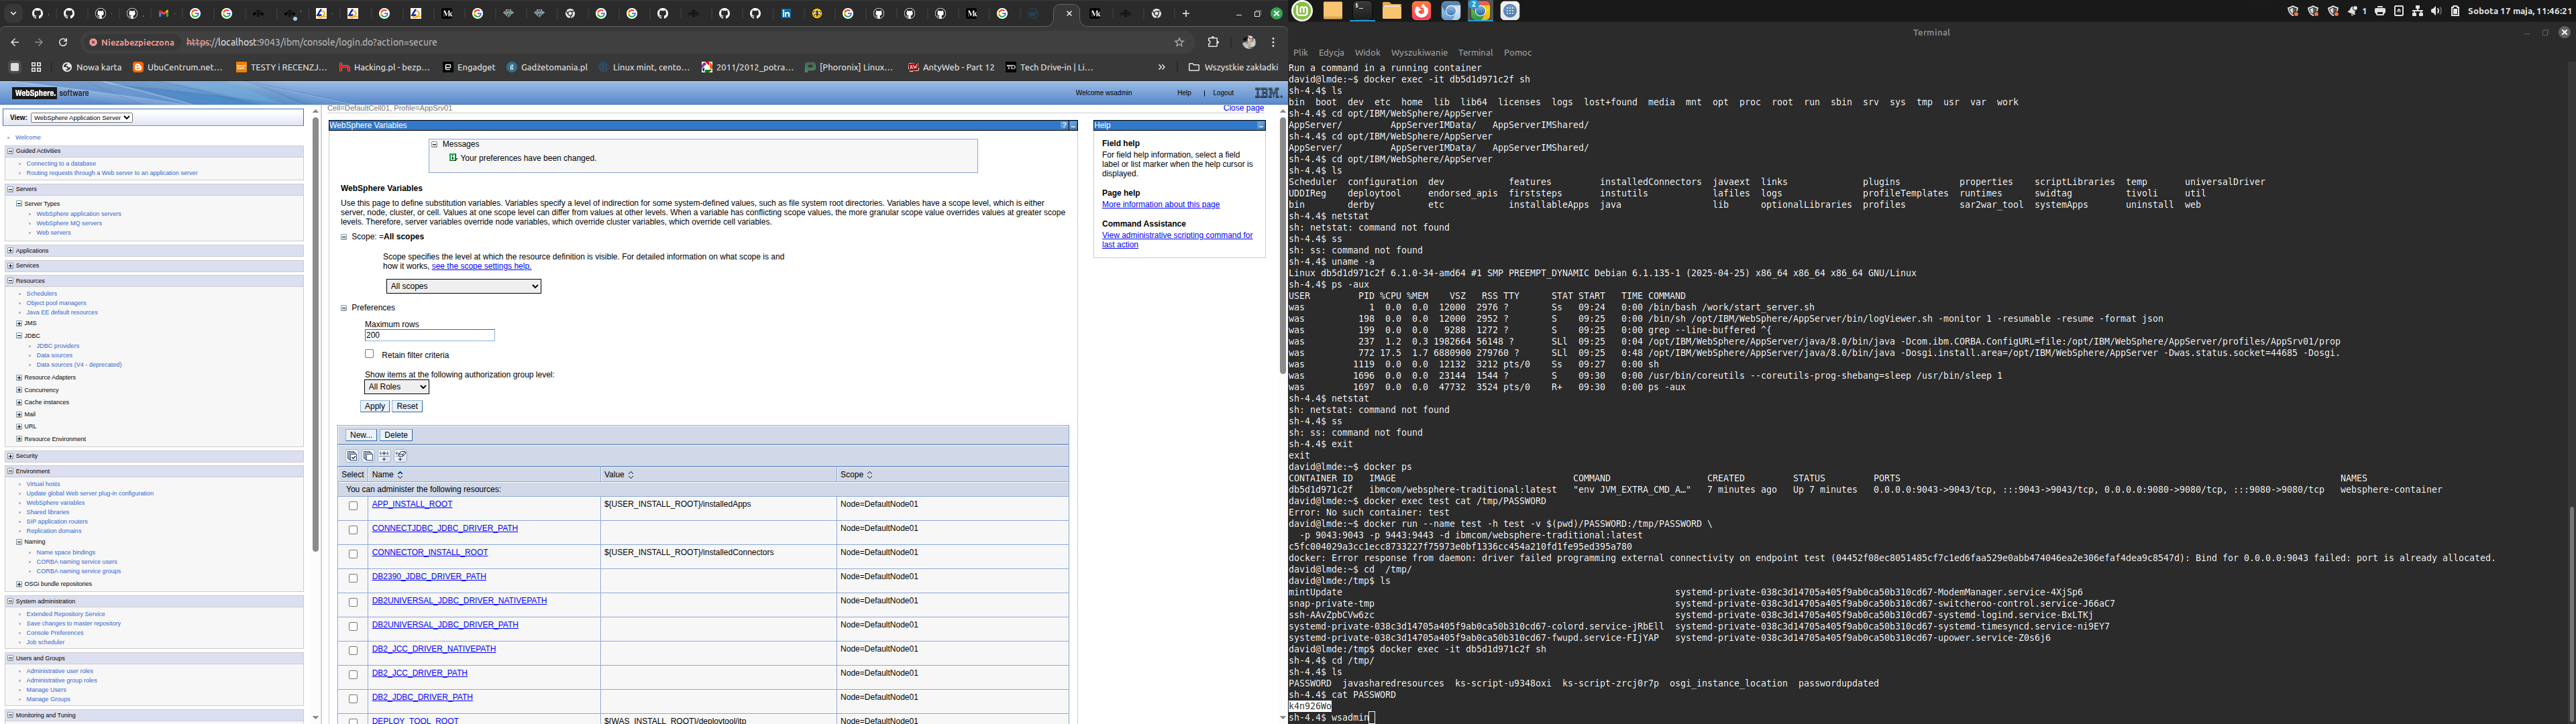 Niezabezpieczona https://localhost:9043/ibm/console/login.do?action=secure
Nowa karta UbuCentrum.net... TESTY i RECENZJ... Hacking.pl - bezp... Engadget Gadżetomania.pl Linux mint, cento... 2011/2012_potra... [Phoronix] Linux... AntyWeb - Part 12 Tech Drive-in | Li... » Wszystkie zakładki
WebSphere. software Welcome wsadmin Help | Logout IBM
View: WebSphere Application Server
Welcome
Guided Activities
Connecting to a database
Routing requests through a Web server to an application server
Servers
Server Types
WebSphere application servers
WebSphere MQ servers
Web servers
Applications
Services
Resources
Schedulers
Object pool managers
Java EE default resources
JMS
JDBC
JDBC providers
Data sources
Data sources (V4 - deprecated)
Resource Adapters
Concurrency
Cache instances
Mail
URL
Resource Environment
Security
Environment
Virtual hosts
Update global Web server plug-in configuration
WebSphere variables
Shared libraries
SIP application routers
Replication domains
Naming
Name space bindings
CORBA naming service users
CORBA naming service groups
OSGi bundle repositories
System administration
Extended Repository Service
Save changes to master repository
Console Preferences
Job scheduler
Users and Groups
Administrative user roles
Administrative group roles
Manage Users
Manage Groups
Monitoring and Tuning
Cell=DefaultCell01, Profile=AppSrv01 Close page
WebSphere Variables ? –
Messages
Your preferences have been changed.
WebSphere Variables
Use this page to define substitution variables. Variables specify a level of indirection for some system-defined values, such as file system root directories. Variables have a scope level, which is either
server, node, cluster, or cell. Values at one scope level can differ from values at other levels. When a variable has conflicting scope values, the more granular scope value overrides values at greater scope
levels. Therefore, server variables override node variables, which override cluster variables, which override cell variables.
Scope: =All scopes
Scope specifies the level at which the resource definition is visible. For detailed information on what scope is and
how it works, see the scope settings help.
All scopes
Preferences
Maximum rows
200
Retain filter criteria
Show items at the following authorization group level:
All Roles
Apply Reset
New... Delete
Select Name Value Scope
You can administer the following resources:
APP_INSTALL_ROOT ${USER_INSTALL_ROOT}/installedApps Node=DefaultNode01
CONNECTJDBC_JDBC_DRIVER_PATH Node=DefaultNode01
CONNECTOR_INSTALL_ROOT ${USER_INSTALL_ROOT}/installedConnectors Node=DefaultNode01
DB2390_JDBC_DRIVER_PATH Node=DefaultNode01
DB2UNIVERSAL_JDBC_DRIVER_NATIVEPATH Node=DefaultNode01
DB2UNIVERSAL_JDBC_DRIVER_PATH Node=DefaultNode01
DB2_JCC_DRIVER_NATIVEPATH Node=DefaultNode01
DB2_JCC_DRIVER_PATH Node=DefaultNode01
DB2_JDBC_DRIVER_PATH Node=DefaultNode01
DEPLOY_TOOL_ROOT ${WAS_INSTALL_ROOT}/deploytool/itp Node=DefaultNode01
Help
Field help
For field help information, select a field
label or list marker when the help cursor is
displayed.
Page help
More information about this page
Command Assistance
View administrative scripting command for
last action
1 Sobota 17 maja, 11:46:21
Terminal
Plik Edycja Widok Wyszukiwanie Terminal Pomoc
Run a command in a running container
david@lmde:~$ docker exec -it db5d1d971c2f sh
sh-4.4$ ls
bin boot dev etc home lib lib64 licenses logs lost+found media mnt opt proc root run sbin srv sys tmp usr var work
sh-4.4$ cd opt/IBM/WebSphere/AppServer
AppServer/ AppServerIMData/ AppServerIMShared/
sh-4.4$ cd opt/IBM/WebSphere/AppServer
AppServer/ AppServerIMData/ AppServerIMShared/
sh-4.4$ cd opt/IBM/WebSphere/AppServer
sh-4.4$ ls
Scheduler configuration dev features installedConnectors javaext links plugins properties scriptLibraries temp universalDriver
UDDIReg deploytool endorsed_apis firststeps instutils lafiles logs profileTemplates runtimes swidtag tivoli util
bin derby etc installableApps java lib optionalLibraries profiles sar2war_tool systemApps uninstall web
sh-4.4$ netstat
sh: netstat: command not found
sh-4.4$ ss
sh: ss: command not found
sh-4.4$ uname -a
Linux db5d1d971c2f 6.1.0-34-amd64 #1 SMP PREEMPT_DYNAMIC Debian 6.1.135-1 (2025-04-25) x86_64 x86_64 x86_64 GNU/Linux
sh-4.4$ ps -aux
USER PID %CPU %MEM VSZ RSS TTY STAT START TIME COMMAND
was 1 0.0 0.0 12000 2976 ? Ss 09:24 0:00 /bin/bash /work/start_server.sh
was 198 0.0 0.0 12000 2952 ? S 09:25 0:00 /bin/sh /opt/IBM/WebSphere/AppServer/bin/logViewer.sh -monitor 1 -resumable -resume -format json
was 199 0.0 0.0 9288 1272 ? S 09:25 0:00 grep --line-buffered ^{
was 237 1.2 0.3 1982664 56148 ? SLl 09:25 0:04 /opt/IBM/WebSphere/AppServer/java/8.0/bin/java -Dcom.ibm.CORBA.ConfigURL=file:/opt/IBM/WebSphere/AppServer/profiles/AppSrv01/prop
was 772 17.5 1.7 6880900 279760 ? SLl 09:25 0:48 /opt/IBM/WebSphere/AppServer/java/8.0/bin/java -Dosgi.install.area=/opt/IBM/WebSphere/AppServer -Dwas.status.socket=44685 -Dosgi.
was 1119 0.0 0.0 12132 3212 pts/0 Ss 09:27 0:00 sh
was 1696 0.0 0.0 23144 1544 ? S 09:30 0:00 /usr/bin/coreutils --coreutils-prog-shebang=sleep /usr/bin/sleep 1
was 1697 0.0 0.0 47732 3524 pts/0 R+ 09:30 0:00 ps -aux
sh-4.4$ netstat
sh: netstat: command not found
sh-4.4$ ss
sh: ss: command not found
sh-4.4$ exit
exit
david@lmde:~$ docker ps
CONTAINER ID IMAGE COMMAND CREATED STATUS PORTS NAMES
db5d1d971c2f ibmcom/websphere-traditional:latest "env JVM_EXTRA_CMD_A…" 7 minutes ago Up 7 minutes 0.0.0.0:9043->9043/tcp, :::9043->9043/tcp, 0.0.0.0:9080->9080/tcp, :::9080->9080/tcp websphere-container
david@lmde:~$ docker exec test cat /tmp/PASSWORD
Error: No such container: test
david@lmde:~$ docker run --name test -h test -v $(pwd)/PASSWORD:/tmp/PASSWORD \
-p 9043:9043 -p 9443:9443 -d ibmcom/websphere-traditional:latest
c5fc004029a3cc1ecc8733227f75973e0bf1336cc454a210fd1fe95ed395a780
docker: Error response from daemon: driver failed programming external connectivity on endpoint test (04452f08ec8051485cf7c1ed6faa529e0abb474046ea2e306efaf4dea9c8547d): Bind for 0.0.0.0:9043 failed: port is already allocated.
david@lmde:~$ cd /tmp/
david@lmde:/tmp$ ls
mintUpdate systemd-private-038c3d14705a405f9ab0ca50b310cd67-ModemManager.service-4XjSp6
snap-private-tmp systemd-private-038c3d14705a405f9ab0ca50b310cd67-switcheroo-control.service-J66aC7
ssh-AAvZpbCVw6zc systemd-private-038c3d14705a405f9ab0ca50b310cd67-systemd-logind.service-BxLTKj
systemd-private-038c3d14705a405f9ab0ca50b310cd67-colord.service-jRbEll systemd-private-038c3d14705a405f9ab0ca50b310cd67-systemd-timesyncd.service-ni9EY7
systemd-private-038c3d14705a405f9ab0ca50b310cd67-fwupd.service-FIjYAP systemd-private-038c3d14705a405f9ab0ca50b310cd67-upower.service-Z0s6j6
david@lmde:/tmp$ docker exec -it db5d1d971c2f sh
sh-4.4$ cd /tmp/
sh-4.4$ ls
PASSWORD javasharedresources ks-script-u9348oxi ks-script-zrcj0r7p osgi_instance_location passwordupdated
sh-4.4$ cat PASSWORD
k4n926Wo
sh-4.4$ wsadmin